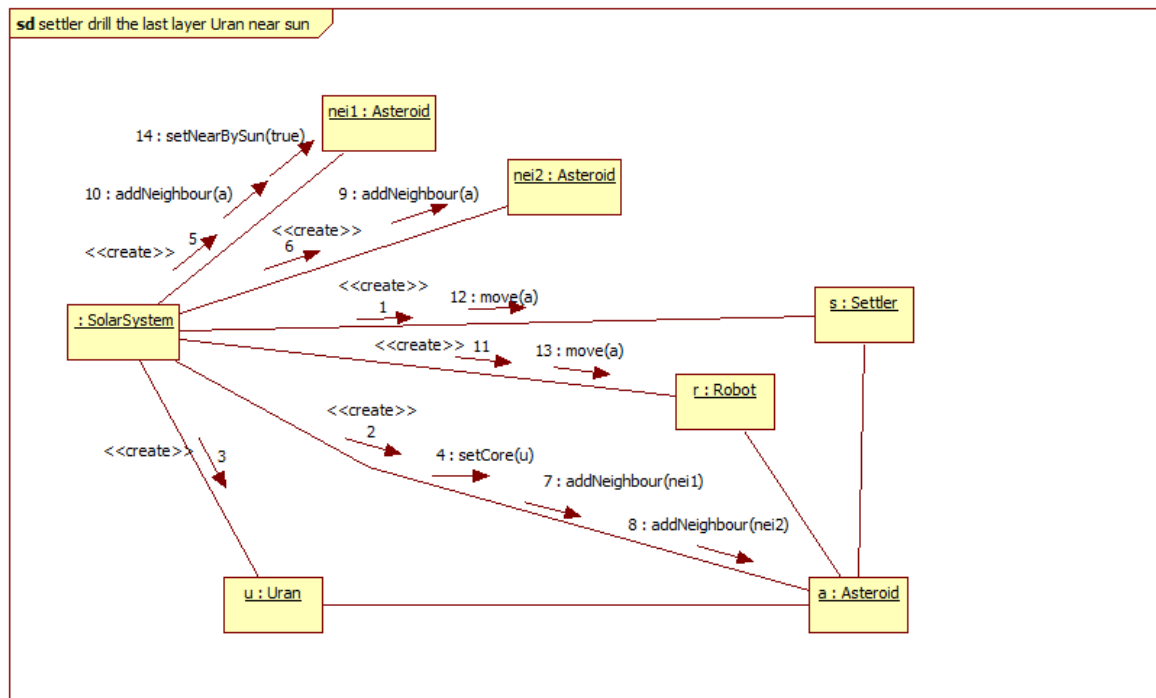 sd settler drill the last layer Uran near sun
nei1 : Asteroid
14 : setNearBySun(true)
nei2 : Asteroid
10 : addNeighbour(a)
9 : addNeighbour(a)
<<create>>
5
<<create>>
6
<<create>>
1
12 : move(a)
s : Settler
: SolarSystem
<<create>>
11
13 : move(a)
r : Robot
<<create>>
2
<<create>>
3
4 : setCore(u)
7 : addNeighbour(nei1)
8 : addNeighbour(nei2)
u : Uran
a : Asteroid